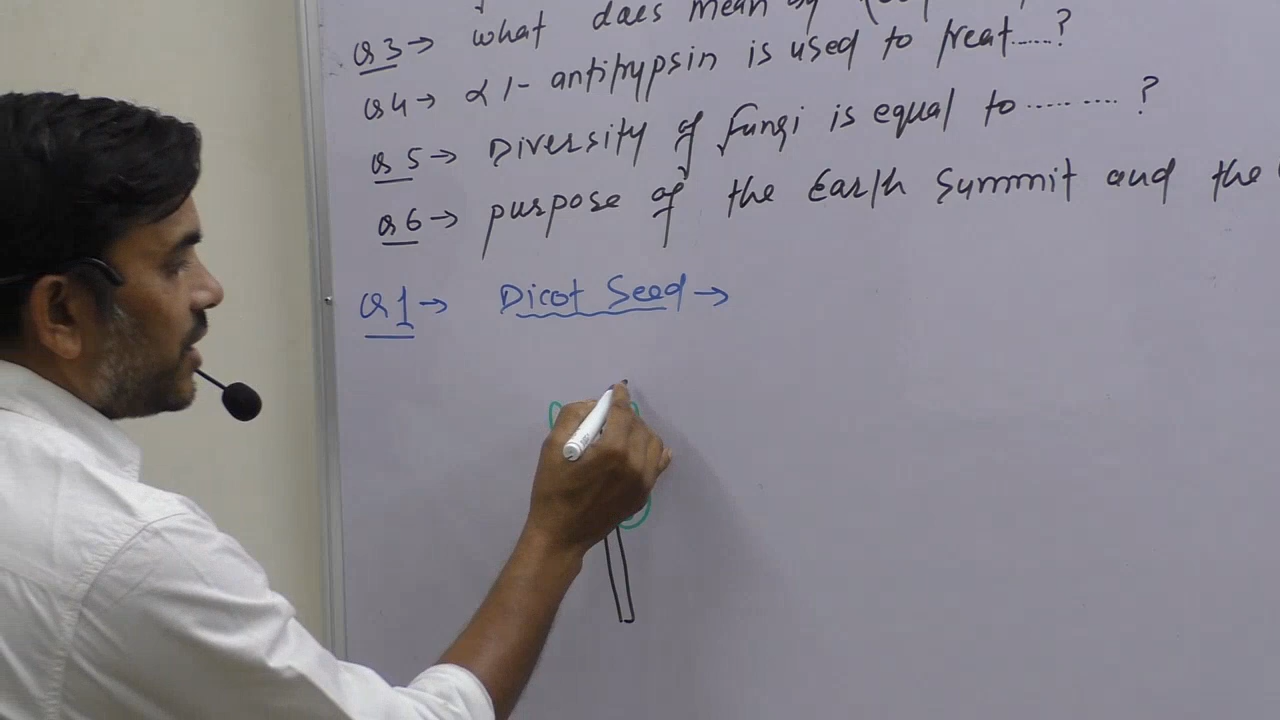 Q3→ what does mean by
Q4→ α1- antitrypsin is used to treat......?
Q5→ Diversity of fungi is equal to ..... .... ?
Q6→ purpose of the Earth Summit and the
Q1→ Dicot Seed→